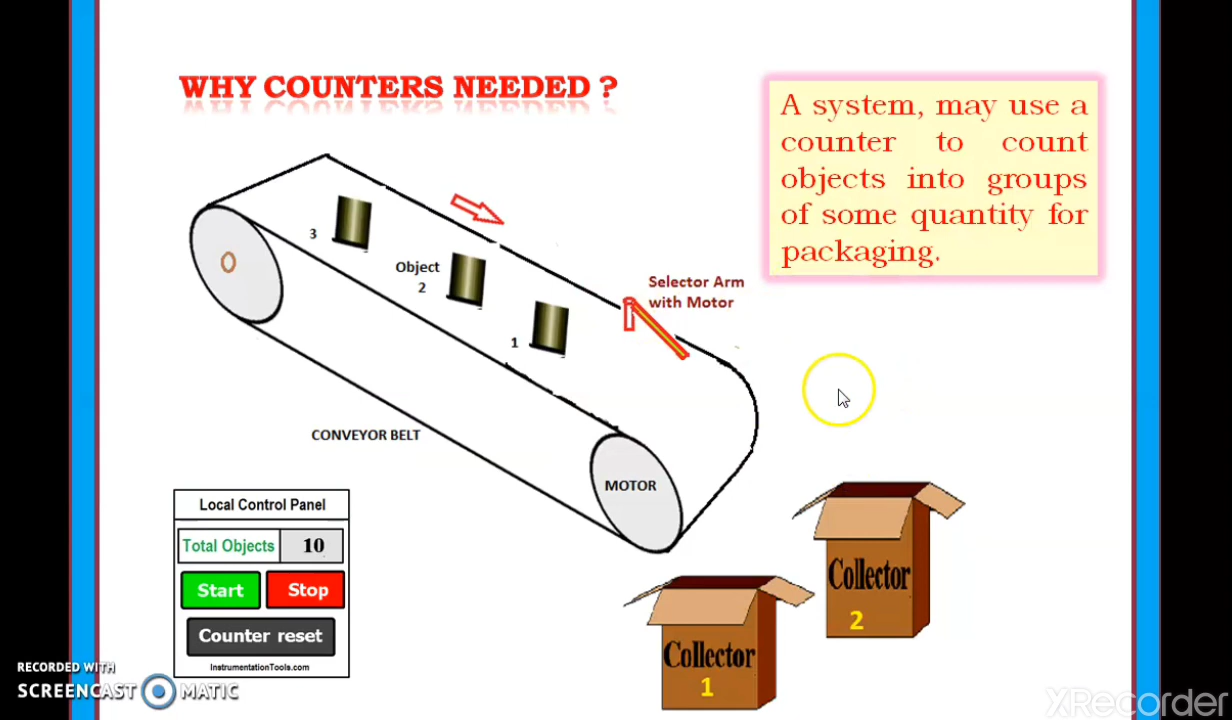 WHY COUNTERS NEEDED ?
A system, may use a
counter to count
objects into groups
of some quantity for
packaging.
3
Object
2
1
Selector Arm
with Motor
CONVEYOR BELT
MOTOR
Local Control Panel
Total Objects 10
Start Stop
Counter reset
InstrumentationTools.com
Collector
2
Collector
1
RECORDED WITH
SCREENCAST MATIC
XRecorder